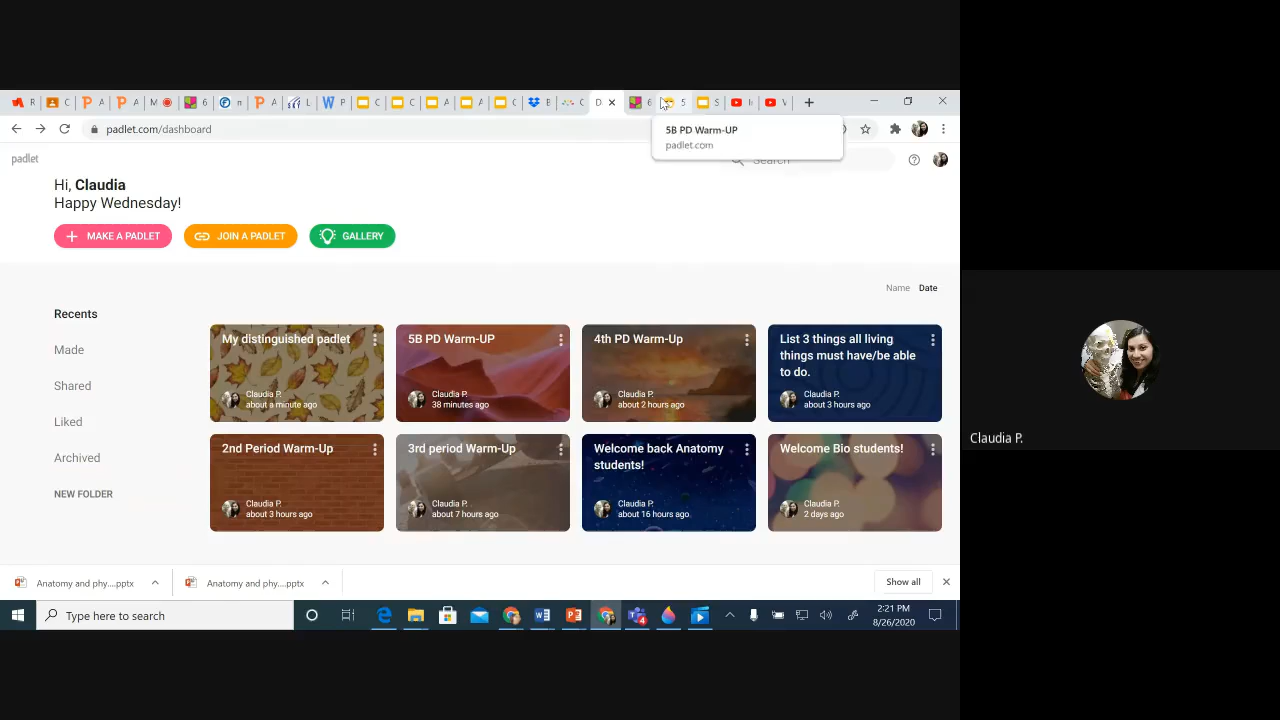 R C A A M 6 n A L P C C A A C B C D 6 5 S I V
padlet.com/dashboard
5B PD Warm-UP
padlet.com
padlet
Search
Hi, Claudia
Happy Wednesday!
MAKE A PADLET
JOIN A PADLET
GALLERY
Name Date
Recents
Made
Shared
Liked
Archived
NEW FOLDER
My distinguished padlet
Claudia P.
about a minute ago
5B PD Warm-UP
Claudia P.
38 minutes ago
4th PD Warm-Up
Claudia P.
about 2 hours ago
List 3 things all living
things must have/be able
to do.
Claudia P.
about 3 hours ago
2nd Period Warm-Up
Claudia P.
about 3 hours ago
3rd period Warm-Up
Claudia P.
about 7 hours ago
Welcome back Anatomy
students!
Claudia P.
about 16 hours ago
Welcome Bio students!
Claudia P.
2 days ago
Anatomy and phy....pptx
Anatomy and phy....pptx
Show all
Type here to search
4
2:21 PM
8/26/2020
Claudia P.